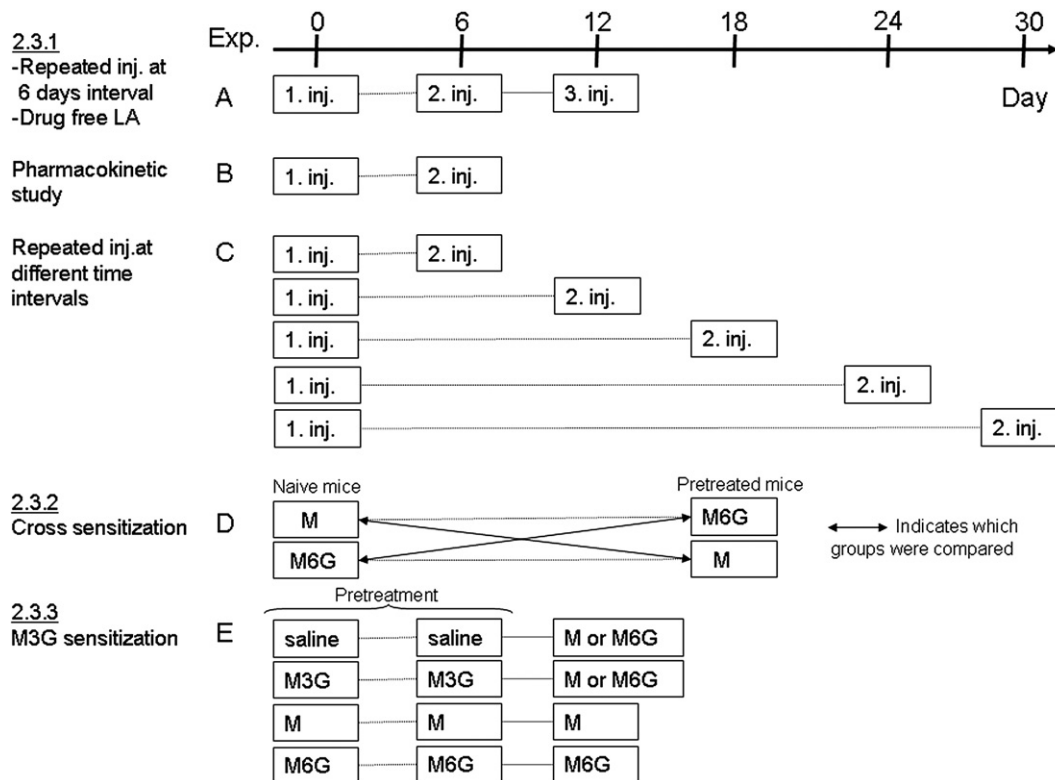 0 6 12 18 24 30
Exp.
Day
2.3.1
-Repeated inj. at
6 days interval
-Drug free LA
A
1. inj. 2. inj. 3. inj.
Pharmacokinetic
study
B
1. inj. 2. inj.
Repeated inj.at
different time
intervals
C
1. inj. 2. inj.
1. inj. 2. inj.
1. inj. 2. inj.
1. inj. 2. inj.
1. inj. 2. inj.
2.3.2
Cross sensitization
D
Naive mice Pretreated mice
M M6G
M6G M
Indicates which
groups were compared
2.3.3
M3G sensitization
E
Pretreatment
saline saline M or M6G
M3G M3G M or M6G
M M M
M6G M6G M6G